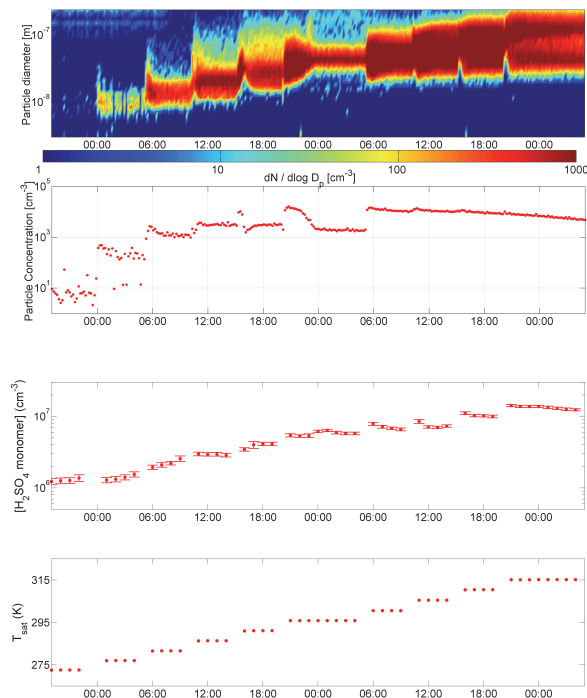 Particle diameter [m]
10⁻⁷
10⁻⁸
00:00 06:00 12:00 18:00 00:00 06:00 12:00 18:00 00:00
1 10 100 1000
dN / dlog Dₚ [cm⁻³]
Particle Concentration [cm⁻³]
10⁵
10³
10¹
00:00 06:00 12:00 18:00 00:00 06:00 12:00 18:00 00:00
[H₂SO₄ monomer] (cm⁻³)
10⁷
10⁶
00:00 06:00 12:00 18:00 00:00 06:00 12:00 18:00 00:00
Tsat (K)
315
295
275
00:00 06:00 12:00 18:00 00:00 06:00 12:00 18:00 00:00